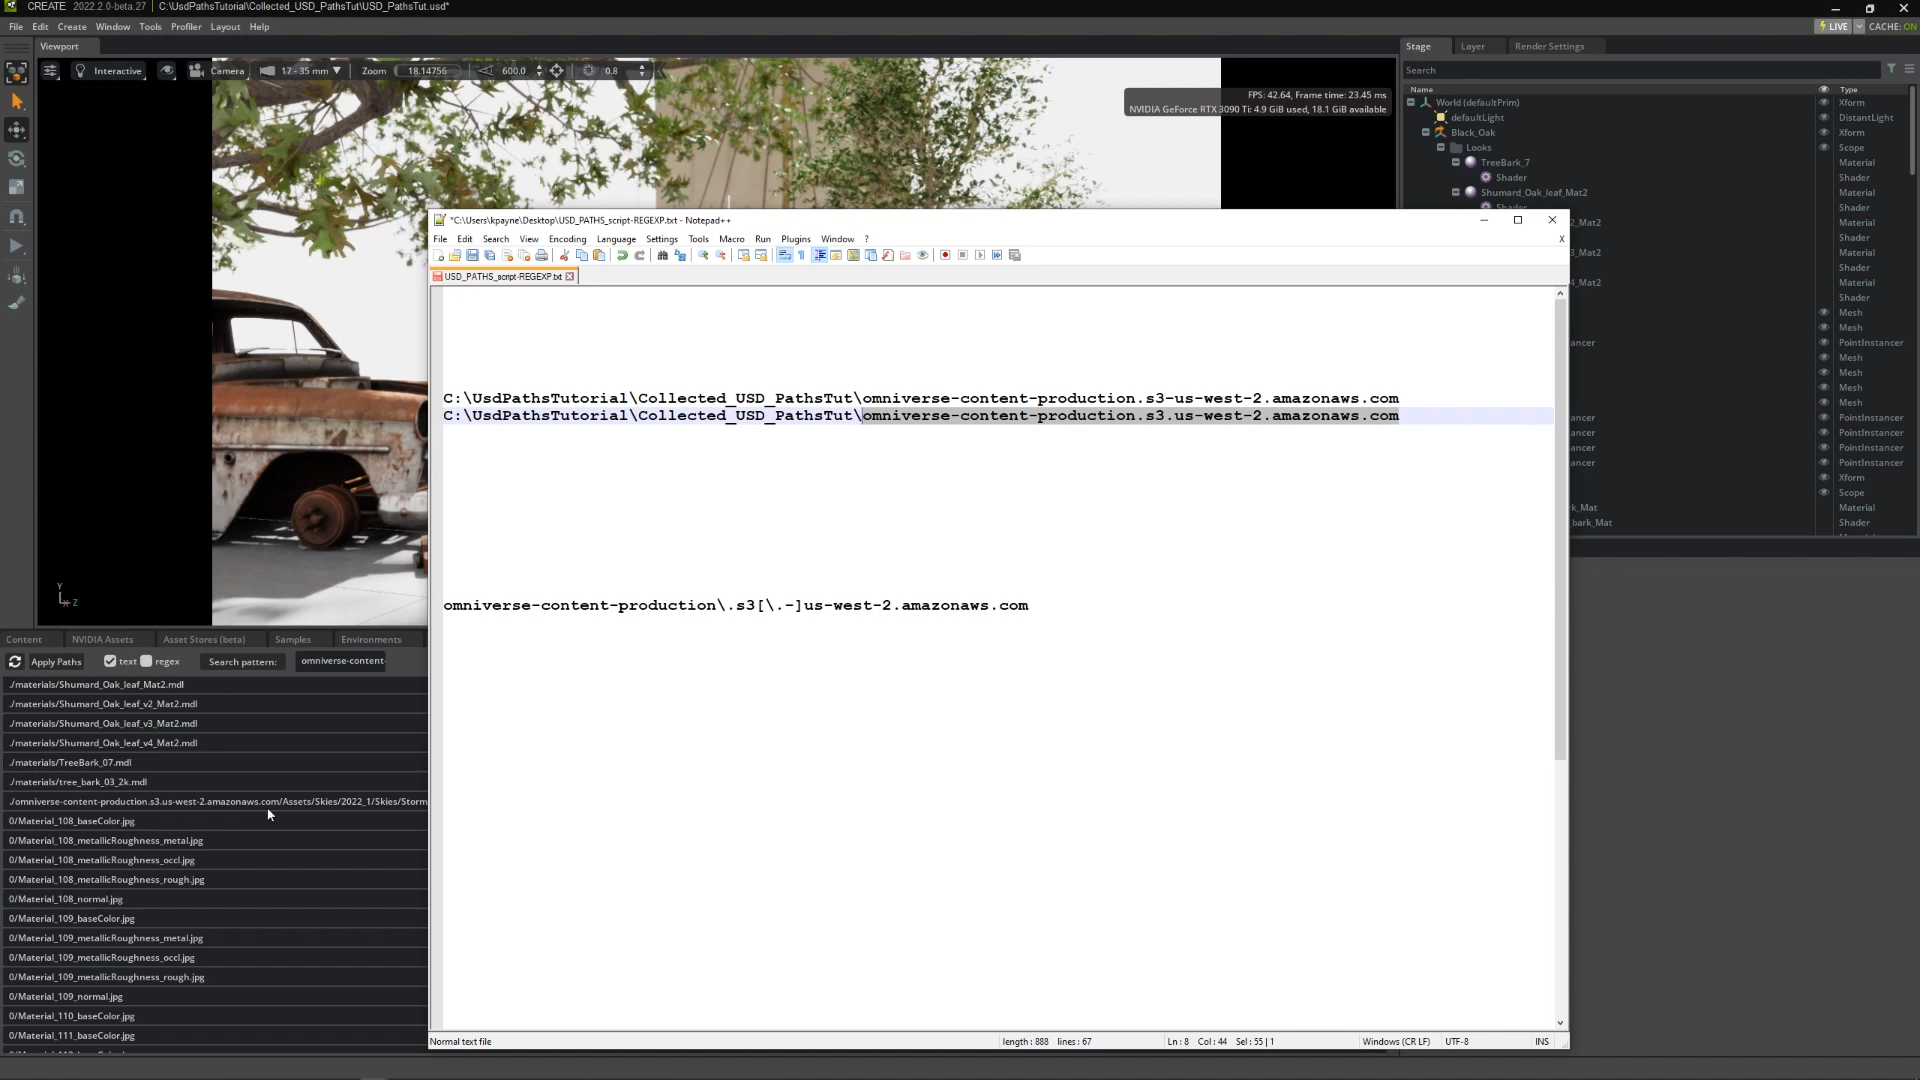 CREATE 2022.2.0-beta.27 C:\UsdPathsTutorial\Collected_USD_PathsTut\USD_PathsTut.usd*
File Edit Create Window Tools Profiler Layout Help
LIVE CACHE: ON
Viewport
Interactive Camera 17 - 35 mm Zoom 18.14756 600.0 0.8
FPS: 42.64, Frame time: 23.45 ms
NVIDIA GeForce RTX 3090 Ti: 4.9 GiB used, 18.1 GiB available
Stage Layer Render Settings
Search
Name Type
World (defaultPrim) Xform
defaultLight DistantLight
Black_Oak Xform
Looks Scope
TreeBark_7 Material
Shader Shader
Shumard_Oak_leaf_Mat2 Material
Shader Shader
2_Mat2 Material
Shader
3_Mat2 Material
Shader
4_Mat2 Material
Shader
Mesh
Mesh
ancer PointInstancer
Mesh
Mesh
Mesh
Mesh
ancer PointInstancer
ancer PointInstancer
ancer PointInstancer
ancer PointInstancer
Xform
Scope
k_Mat Material
bark_Mat Shader
*C:\Users\kpayne\Desktop\USD_PATHS_script-REGEXP.txt - Notepad++
File Edit Search View Encoding Language Settings Tools Macro Run Plugins Window ? X
USD_PATHS_script-REGEXP.txt
C:\UsdPathsTutorial\Collected_USD_PathsTut\omniverse-content-production.s3-us-west-2.amazonaws.com
C:\UsdPathsTutorial\Collected_USD_PathsTut\omniverse-content-production.s3.us-west-2.amazonaws.com
omniverse-content-production\.s3[\.-]us-west-2.amazonaws.com
Normal text file length : 888 lines : 67 Ln : 8 Col : 44 Sel : 55 | 1 Windows (CR LF) UTF-8 INS
Y
X Z
Content NVIDIA Assets Asset Stores (beta) Samples Environments
Apply Paths text regex Search pattern: omniverse-content-
./materials/Shumard_Oak_leaf_Mat2.mdl
./materials/Shumard_Oak_leaf_v2_Mat2.mdl
./materials/Shumard_Oak_leaf_v3_Mat2.mdl
./materials/Shumard_Oak_leaf_v4_Mat2.mdl
./materials/TreeBark_07.mdl
./materials/tree_bark_03_2k.mdl
./omniverse-content-production.s3.us-west-2.amazonaws.com/Assets/Skies/2022_1/Skies/Storm
0/Material_108_baseColor.jpg
0/Material_108_metallicRoughness_metal.jpg
0/Material_108_metallicRoughness_occl.jpg
0/Material_108_metallicRoughness_rough.jpg
0/Material_108_normal.jpg
0/Material_109_baseColor.jpg
0/Material_109_metallicRoughness_metal.jpg
0/Material_109_metallicRoughness_occl.jpg
0/Material_109_metallicRoughness_rough.jpg
0/Material_109_normal.jpg
0/Material_110_baseColor.jpg
0/Material_111_baseColor.jpg